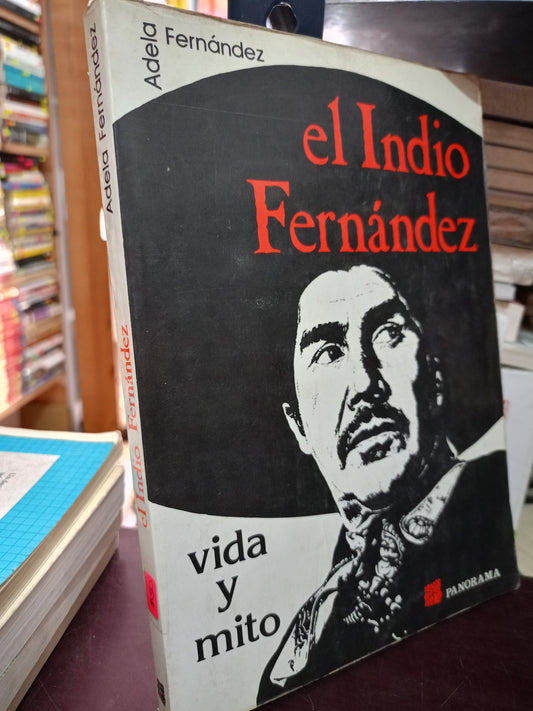 Adela Fernández
el Indio
Fernández
vida
y
mito
PANORAMA
Adela Fernández
el Indio Fernández